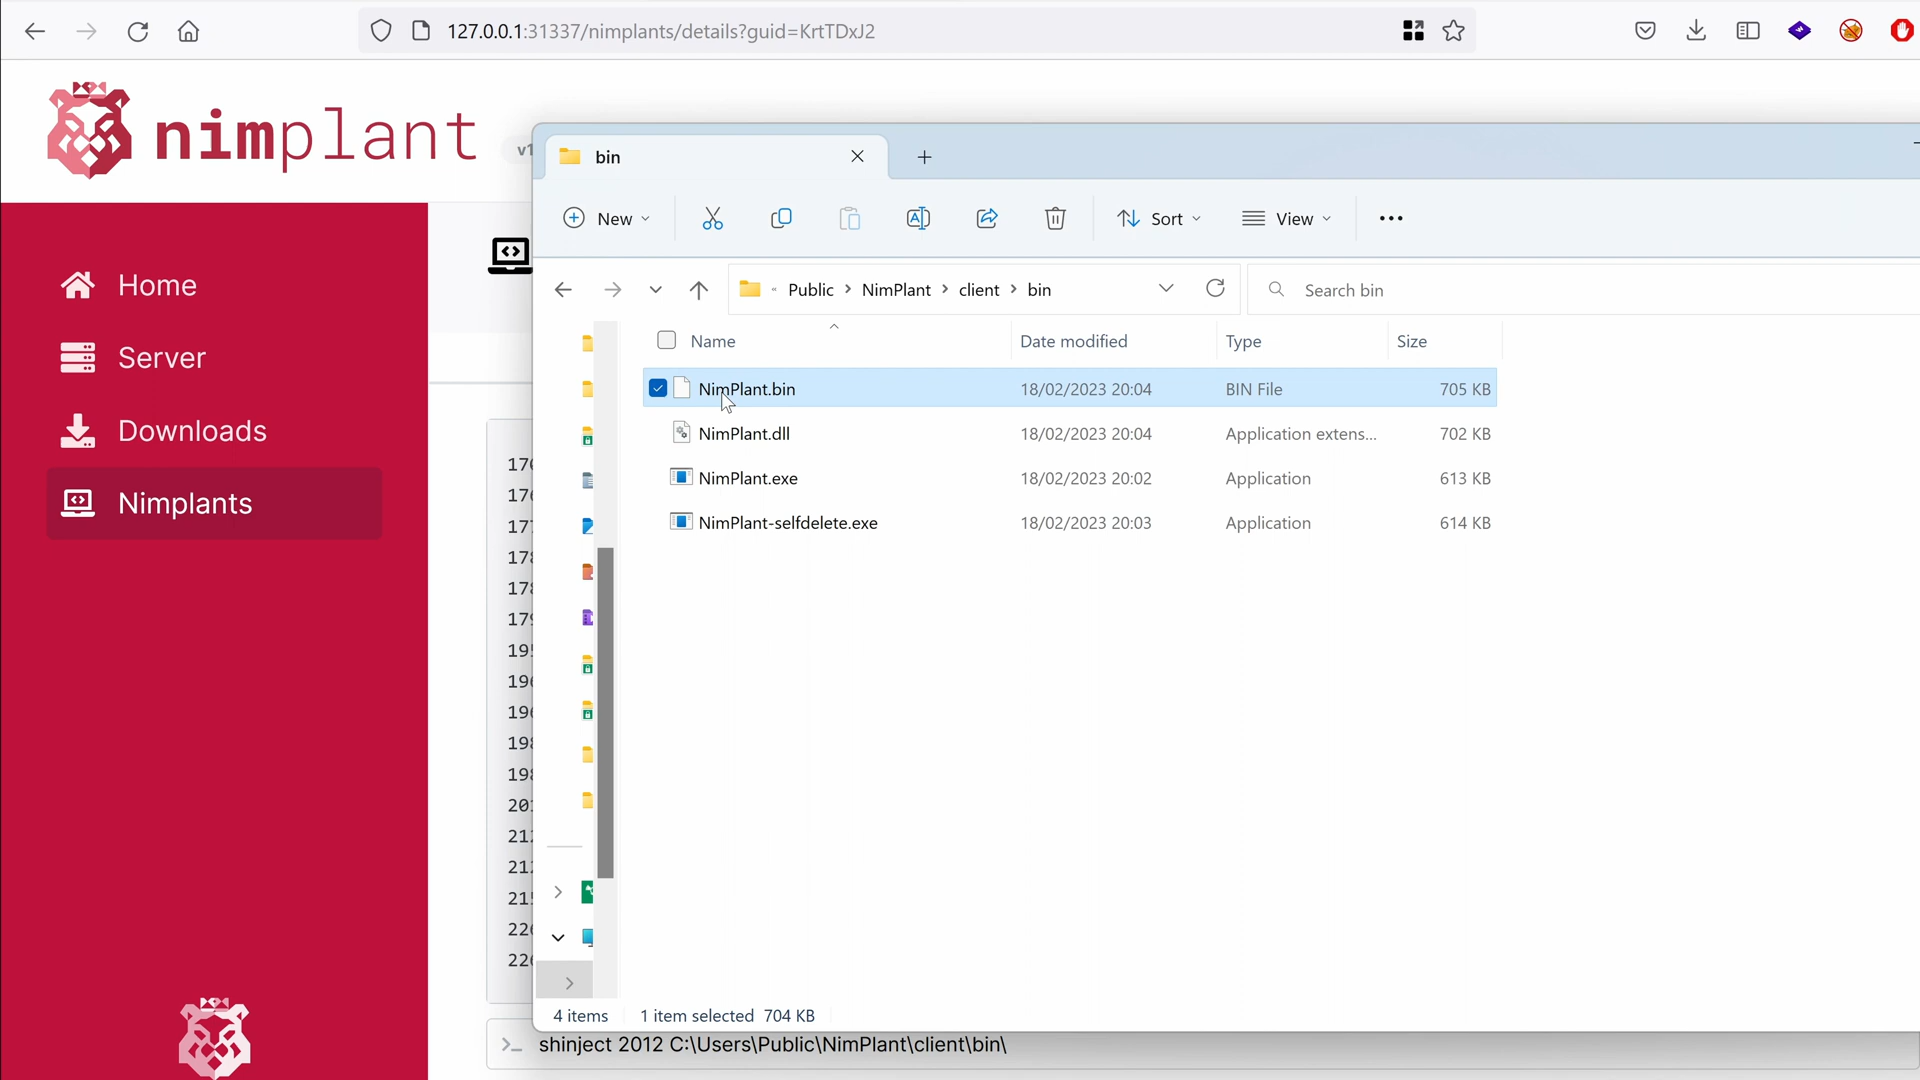 127.0.0.1:31337/nimplants/details?guid=KrtTDxJ2
nimplant
v1
bin
New
Sort
View
Public > NimPlant > client > bin
Search bin
Name Date modified Type Size
NimPlant.bin 18/02/2023 20:04 BIN File 705 KB
NimPlant.dll 18/02/2023 20:04 Application extens... 702 KB
NimPlant.exe 18/02/2023 20:02 Application 613 KB
NimPlant-selfdelete.exe 18/02/2023 20:03 Application 614 KB
4 items 1 item selected 704 KB
Home
Server
Downloads
Nimplants
>_ shinject 2012 C:\Users\Public\NimPlant\client\bin\